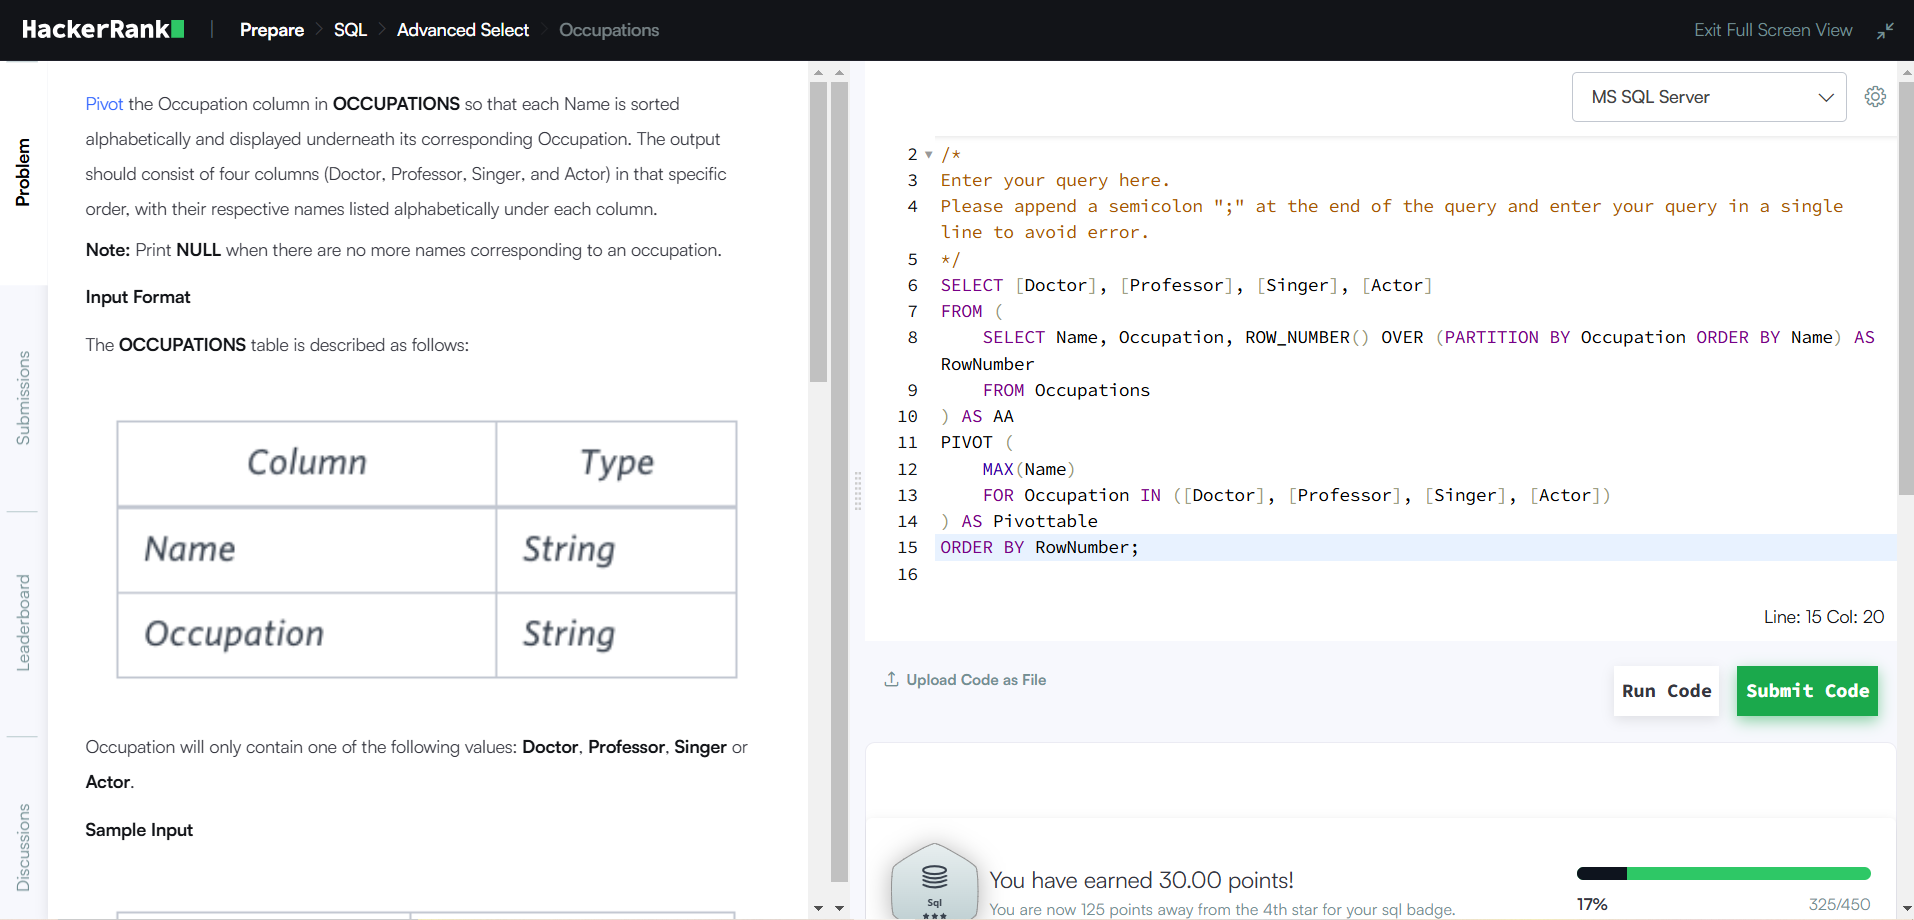 HackerRank | Prepare > SQL > Advanced Select > Occupations
Exit Full Screen View
Problem
Submissions
Leaderboard
Discussions
Pivot the Occupation column in OCCUPATIONS so that each Name is sorted
alphabetically and displayed underneath its corresponding Occupation. The output
should consist of four columns (Doctor, Professor, Singer, and Actor) in that specific
order, with their respective names listed alphabetically under each column.
Note: Print NULL when there are no more names corresponding to an occupation.
Input Format
The OCCUPATIONS table is described as follows:
Column Type
Name String
Occupation String
Occupation will only contain one of the following values: Doctor, Professor, Singer or
Actor.
Sample Input
MS SQL Server
2 /*
3 Enter your query here.
4 Please append a semicolon ";" at the end of the query and enter your query in a single
line to avoid error.
5 */
6 SELECT [Doctor], [Professor], [Singer], [Actor]
7 FROM (
8     SELECT Name, Occupation, ROW_NUMBER() OVER (PARTITION BY Occupation ORDER BY Name) AS
RowNumber
9     FROM Occupations
10 ) AS AA
11 PIVOT (
12     MAX(Name)
13     FOR Occupation IN ([Doctor], [Professor], [Singer], [Actor])
14 ) AS Pivottable
15 ORDER BY RowNumber;
16
Line: 15 Col: 20
Upload Code as File
Run Code
Submit Code
Sql
You have earned 30.00 points!
You are now 125 points away from the 4th star for your sql badge.
17% 325/450